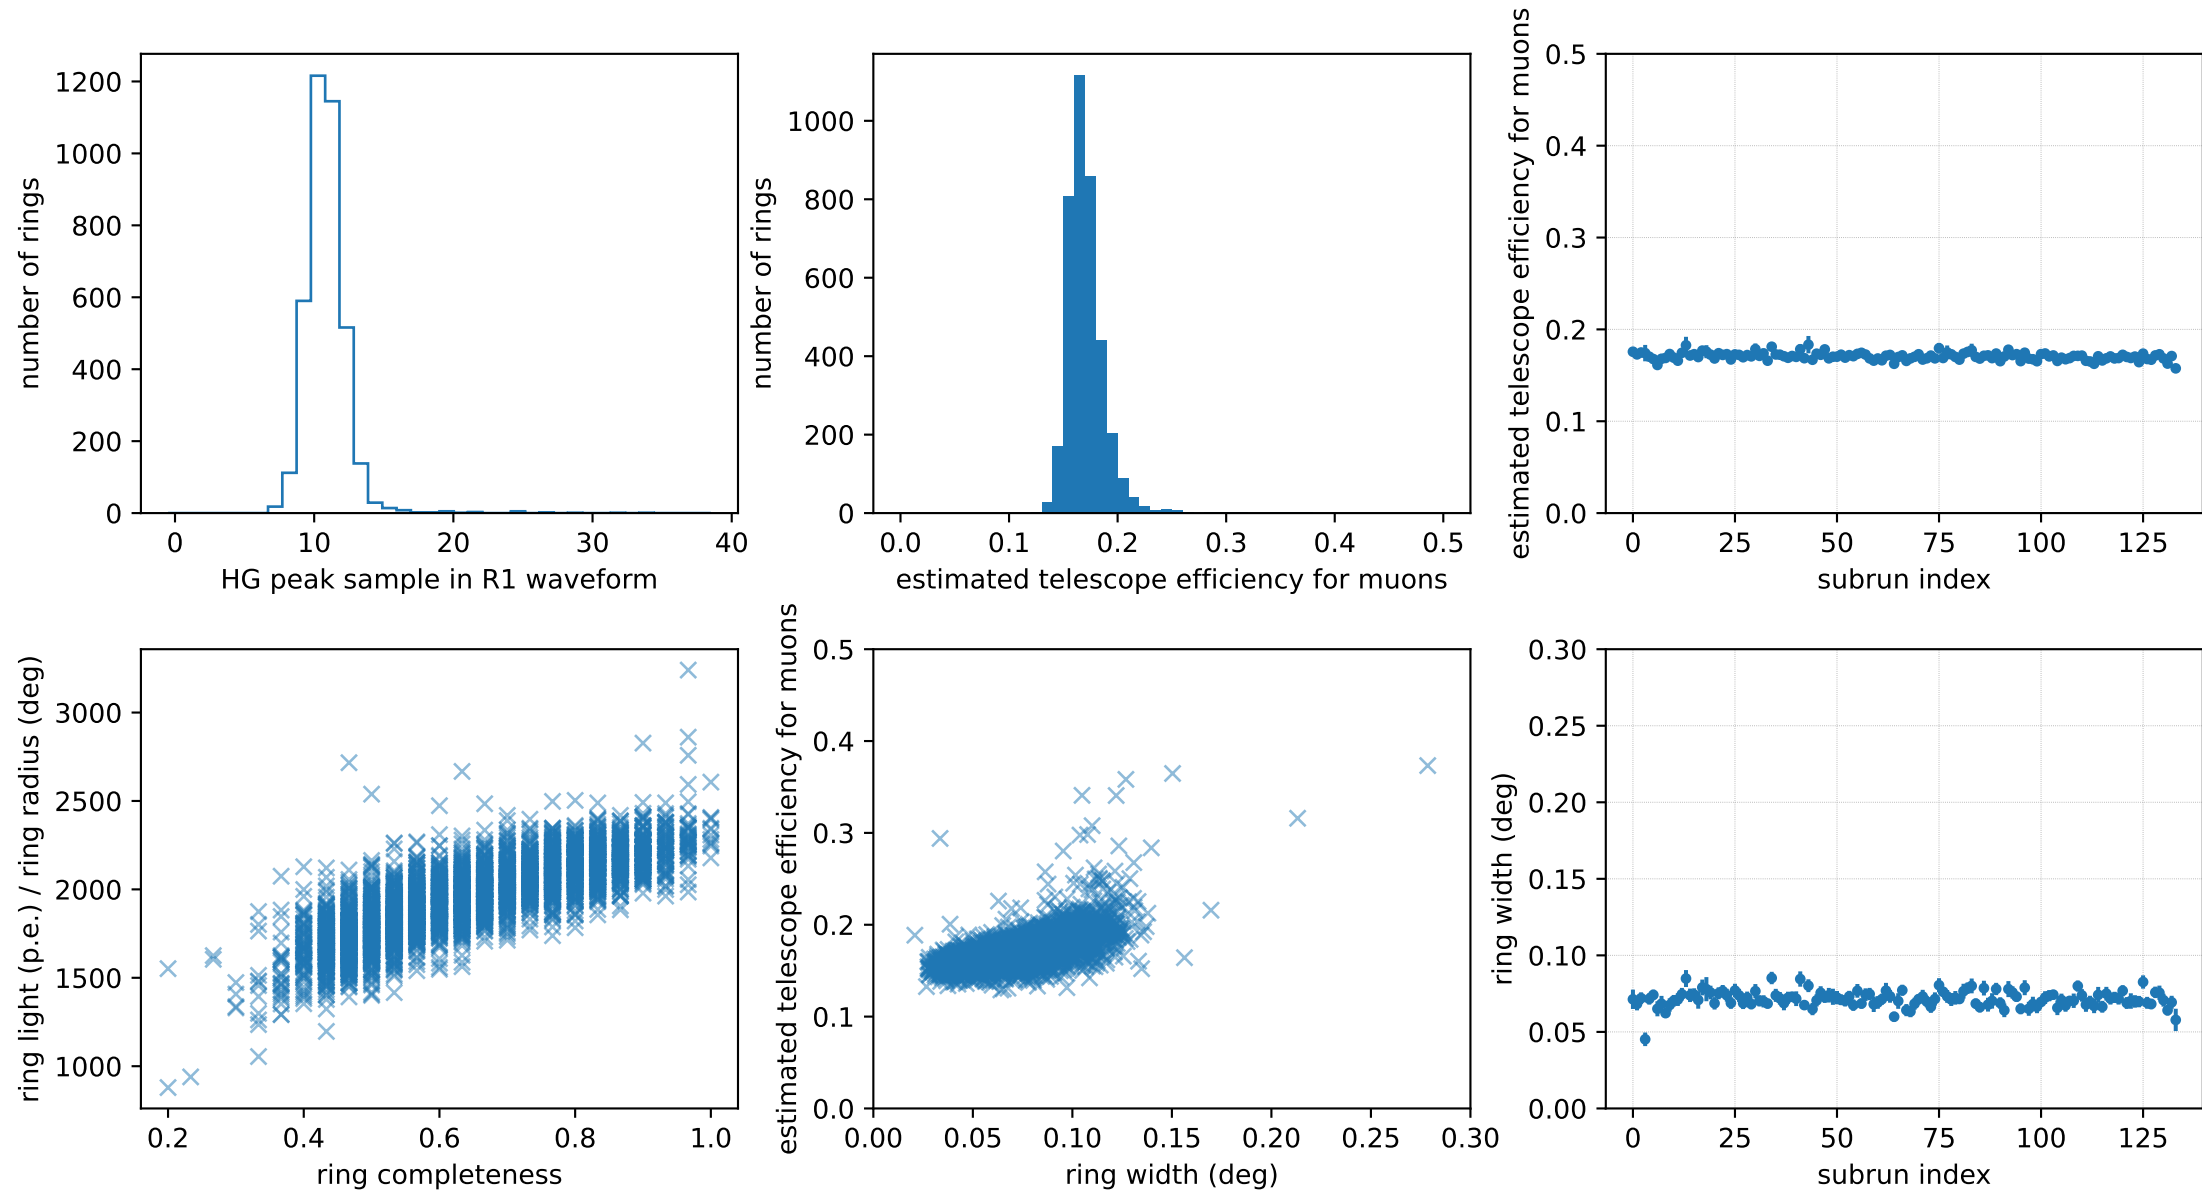 number of rings
1200
1000
800
600
400
200
0
0 10 20 30 40
HG peak sample in R1 waveform
number of rings
1000
800
600
400
200
0
0.0 0.1 0.2 0.3 0.4 0.5
estimated telescope efficiency for muons
estimated telescope efficiency for muons
0.5
0.4
0.3
0.2
0.1
0.0
0 25 50 75 100 125
subrun index
ring light (p.e.) / ring radius (deg)
3000
2500
2000
1500
1000
0.2 0.4 0.6 0.8 1.0
ring completeness
estimated telescope efficiency for muons
0.5
0.4
0.3
0.2
0.1
0.0
0.00 0.05 0.10 0.15 0.20 0.25 0.30
ring width (deg)
ring width (deg)
0.30
0.25
0.20
0.15
0.10
0.05
0.00
0 25 50 75 100 125
subrun index